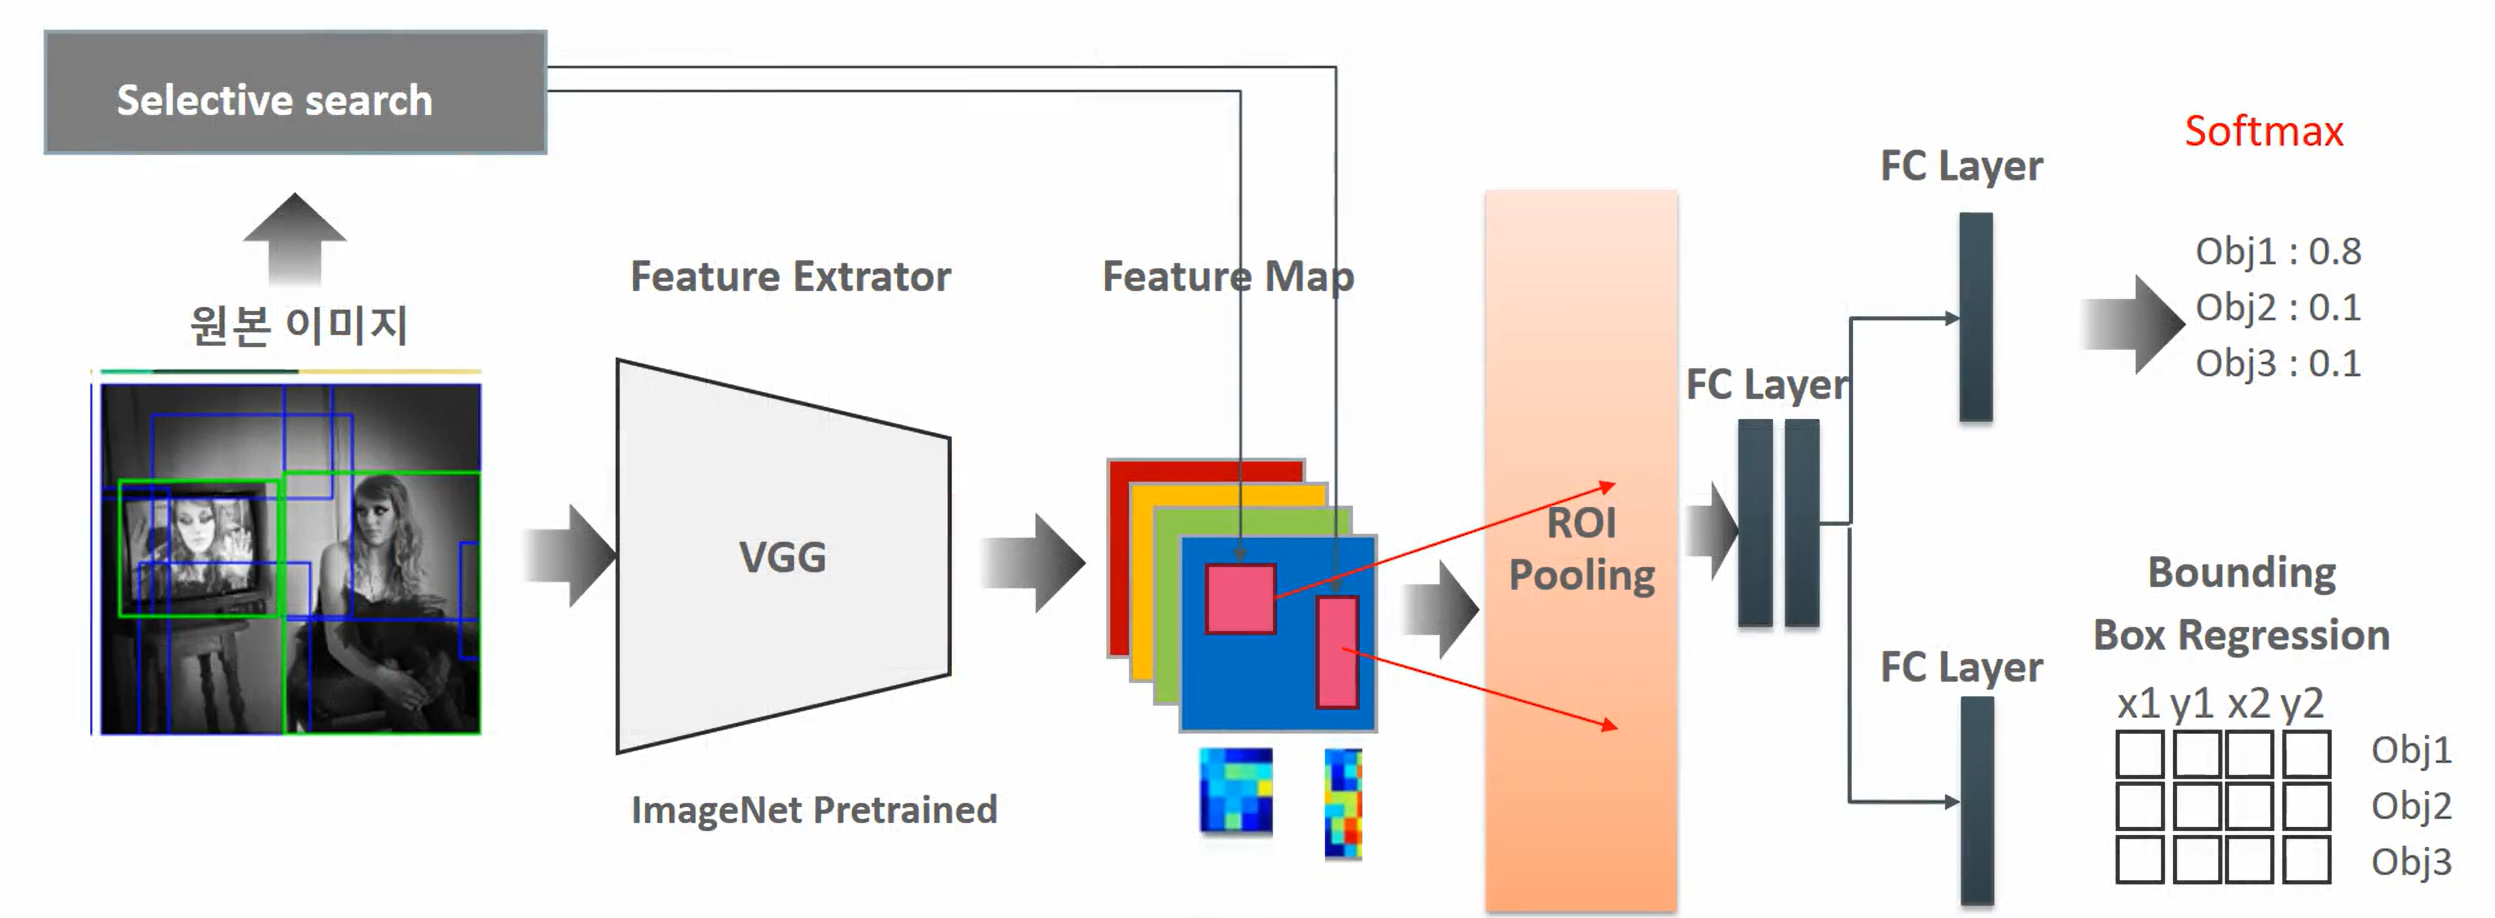 Selective search
원본 이미지
Feature Extrator
VGG
ImageNet Pretrained
Feature Map
ROI
Pooling
FC Layer
FC Layer
Softmax
Obj1 : 0.8
Obj2 : 0.1
Obj3 : 0.1
FC Layer
Bounding
Box Regression
x1 y1 x2 y2
Obj1
Obj2
Obj3